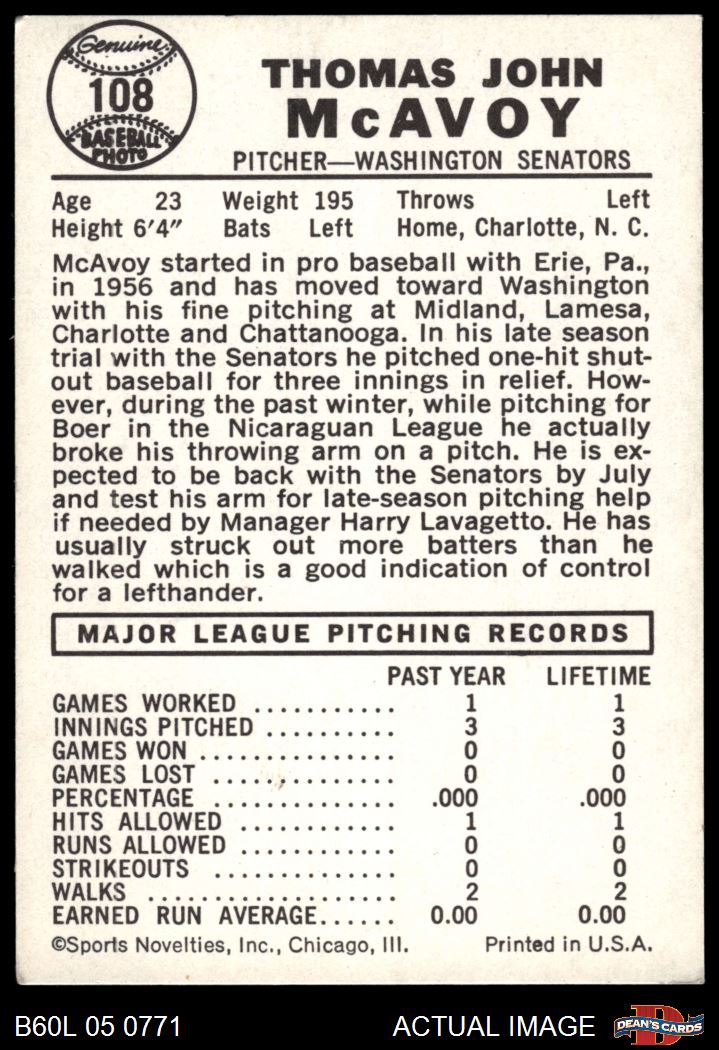 Genuine
108
BASEBALL
PHOTO
THOMAS JOHN
McAVOY
PITCHER—WASHINGTON SENATORS
Age 23 Weight 195 Throws Left
Height 6'4" Bats Left Home, Charlotte, N. C.
McAvoy started in pro baseball with Erie, Pa.,
in 1956 and has moved toward Washington
with his fine pitching at Midland, Lamesa,
Charlotte and Chattanooga. In his late season
trial with the Senators he pitched one-hit shut-
out baseball for three innings in relief. How-
ever, during the past winter, while pitching for
Boer in the Nicaraguan League he actually
broke his throwing arm on a pitch. He is ex-
pected to be back with the Senators by July
and test his arm for late-season pitching help
if needed by Manager Harry Lavagetto. He has
usually struck out more batters than he
walked which is a good indication of control
for a lefthander.
MAJOR LEAGUE PITCHING RECORDS
PAST YEAR LIFETIME
GAMES WORKED ........... 1 1
INNINGS PITCHED .......... 3 3
GAMES WON ............... 0 0
GAMES LOST .............. 0 0
PERCENTAGE .............. .000 .000
HITS ALLOWED ............ 1 1
RUNS ALLOWED ............ 0 0
STRIKEOUTS .............. 0 0
WALKS ................... 2 2
EARNED RUN AVERAGE...... 0.00 0.00
©Sports Novelties, Inc., Chicago, Ill. Printed in U.S.A.
B60L 05 0771 ACTUAL IMAGE D DEAN'S CARDS